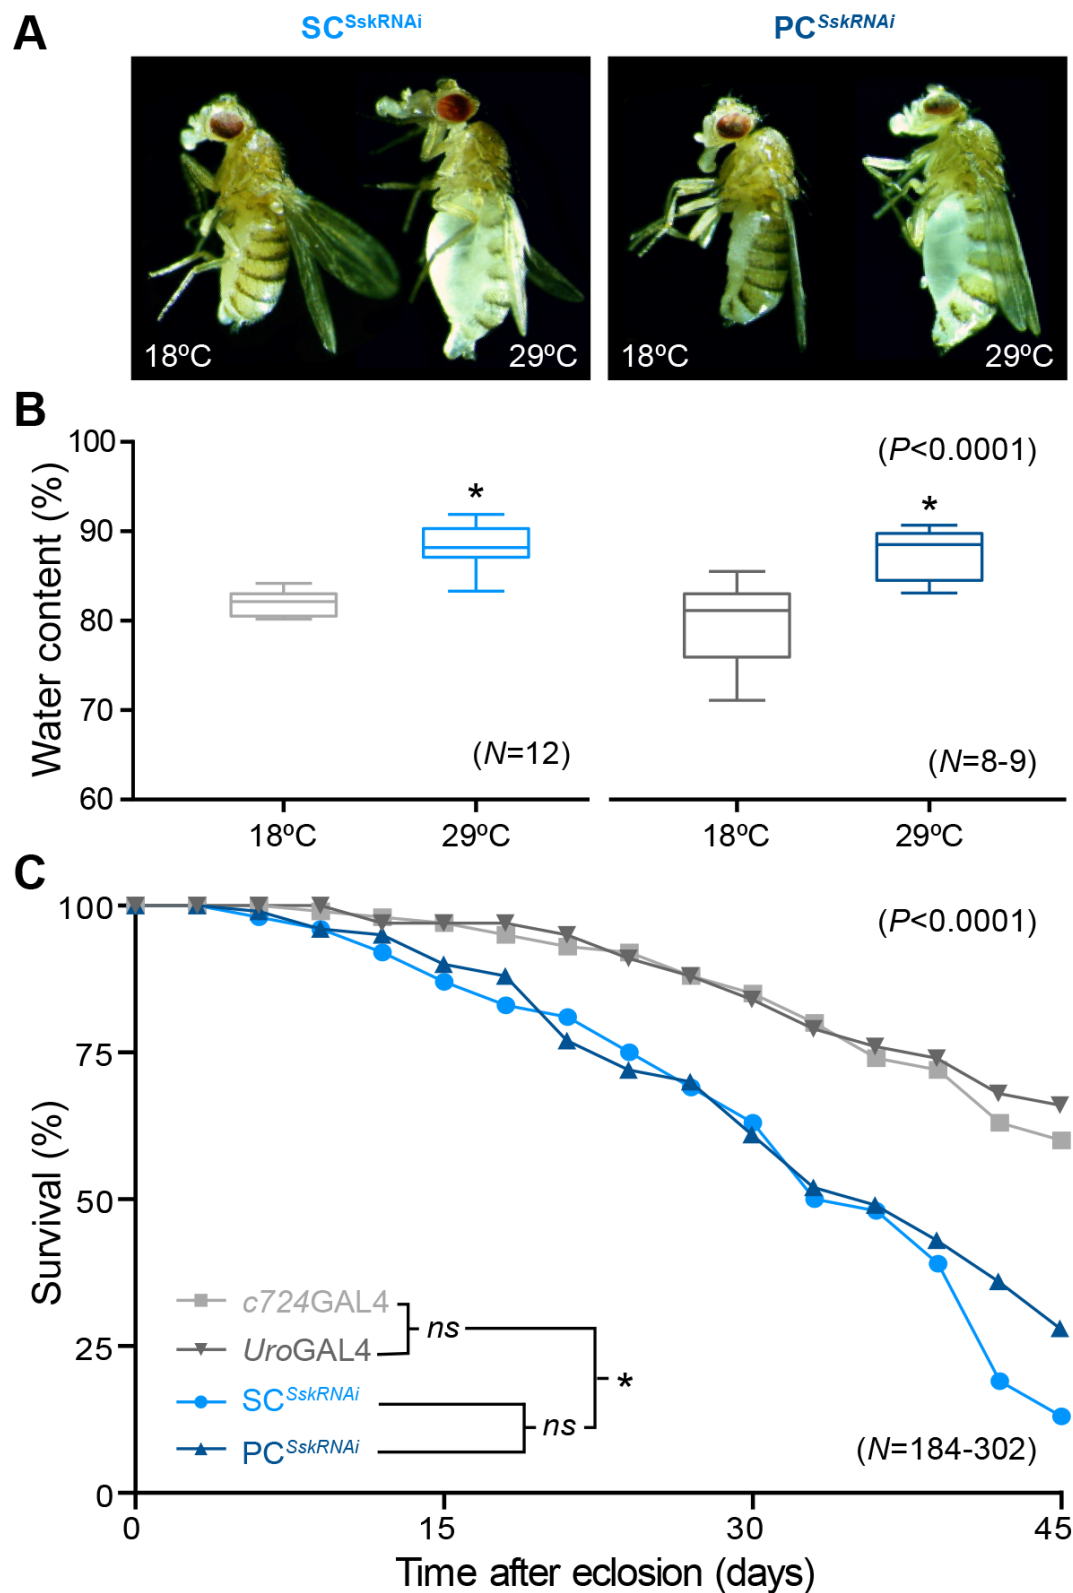 A
SC^SskRNAi
PC^SskRNAi
18ºC
29ºC
18ºC
29ºC
B
Water content (%)
100
90
80
70
60
(P<0.0001)
*
*
(N=12)
(N=8-9)
18ºC
29ºC
18ºC
29ºC
C
Survival (%)
100
75
50
25
0
(P<0.0001)
c724GAL4
UroGAL4
SC^SskRNAi
PC^SskRNAi
ns
ns
*
(N=184-302)
0
15
30
45
Time after eclosion (days)